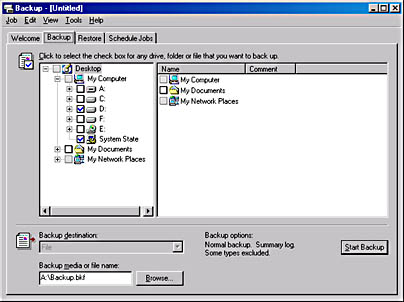 Backup - [Untitled]
Job Edit View Tools Help
Welcome Backup Restore Schedule Jobs
Click to select the check box for any drive, folder or file that you want to back up.
Desktop
My Computer
A:
C:
D:
F:
E:
System State
My Documents
My Network Places
Name Comment
My Computer
My Documents
My Network Places
Backup destination:
File
Backup media or file name:
A:\Backup.bkf
Browse...
Backup options:
Normal backup. Summary log.
Some types excluded.
Start Backup